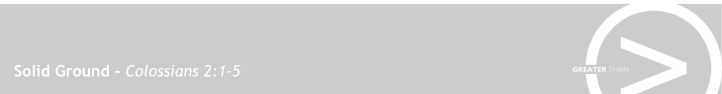 Solid Ground - Colossians 2:1-5
GREATER THAN